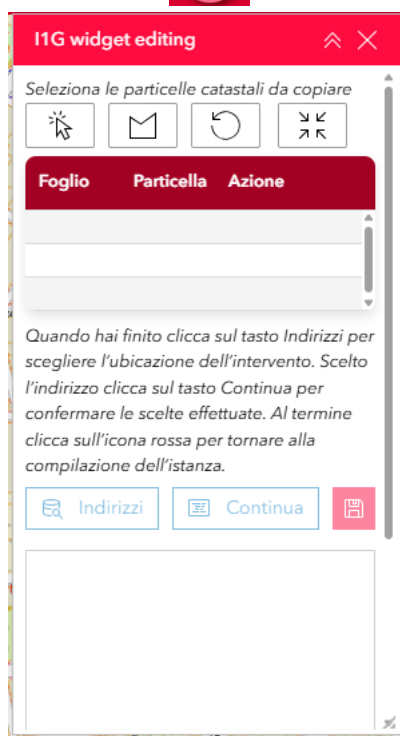 I1G widget editing
Seleziona le particelle catastali da copiare
Foglio Particella Azione
Quando hai finito clicca sul tasto Indirizzi per
scegliere l'ubicazione dell'intervento. Scelto
l'indirizzo clicca sul tasto Continua per
confermare le scelte effettuate. Al termine
clicca sull'icona rossa per tornare alla
compilazione dell'istanza.
Indirizzi Continua